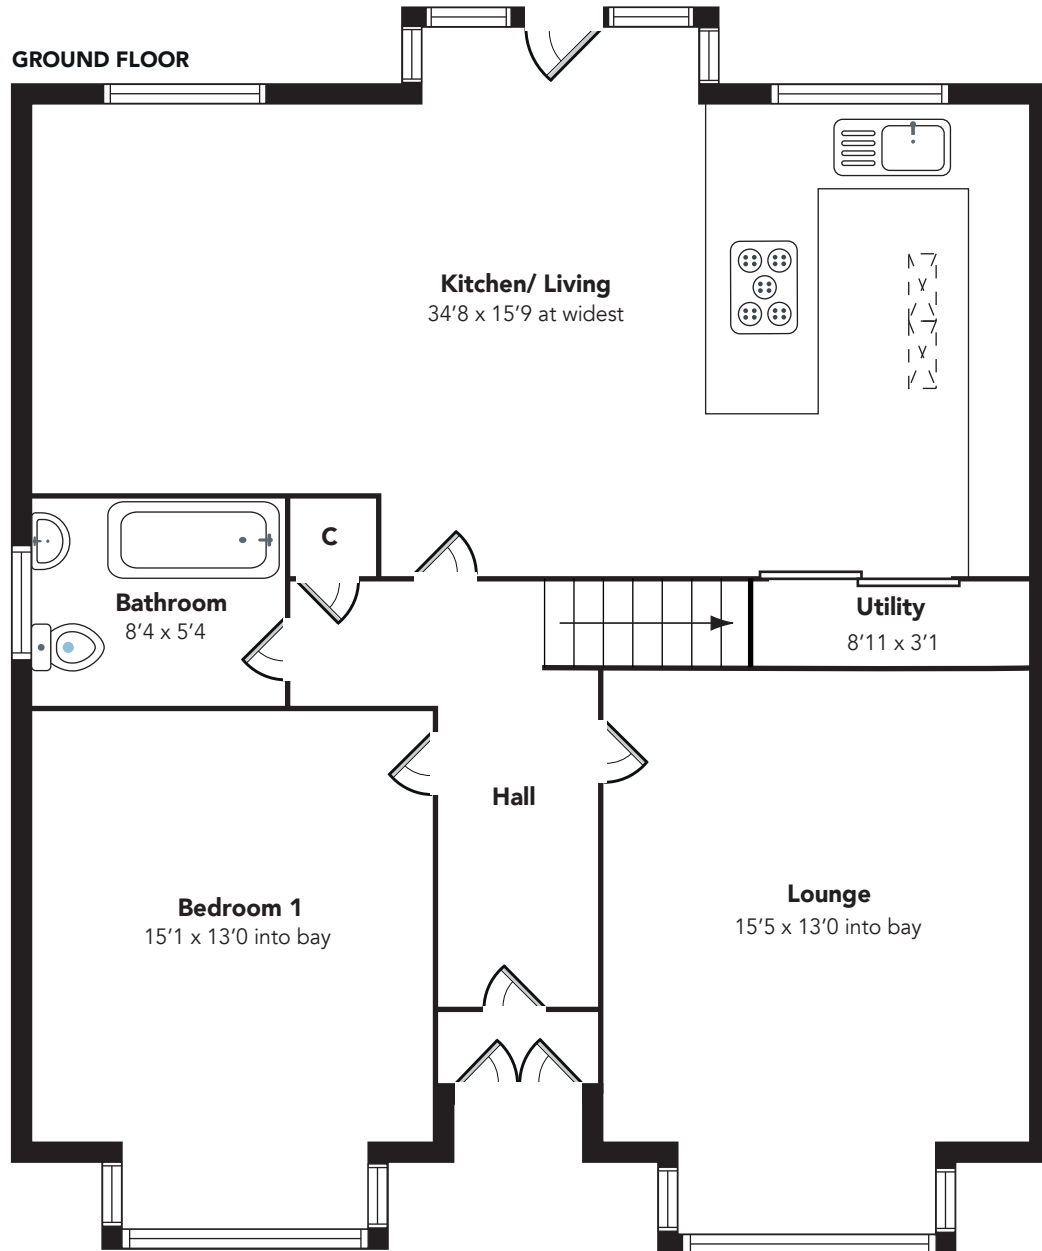 GROUND FLOOR
Kitchen/ Living
34'8 x 15'9 at widest
C
Bathroom
8'4 x 5'4
Utility
8'11 x 3'1
Hall
Bedroom 1
15'1 x 13'0 into bay
Lounge
15'5 x 13'0 into bay